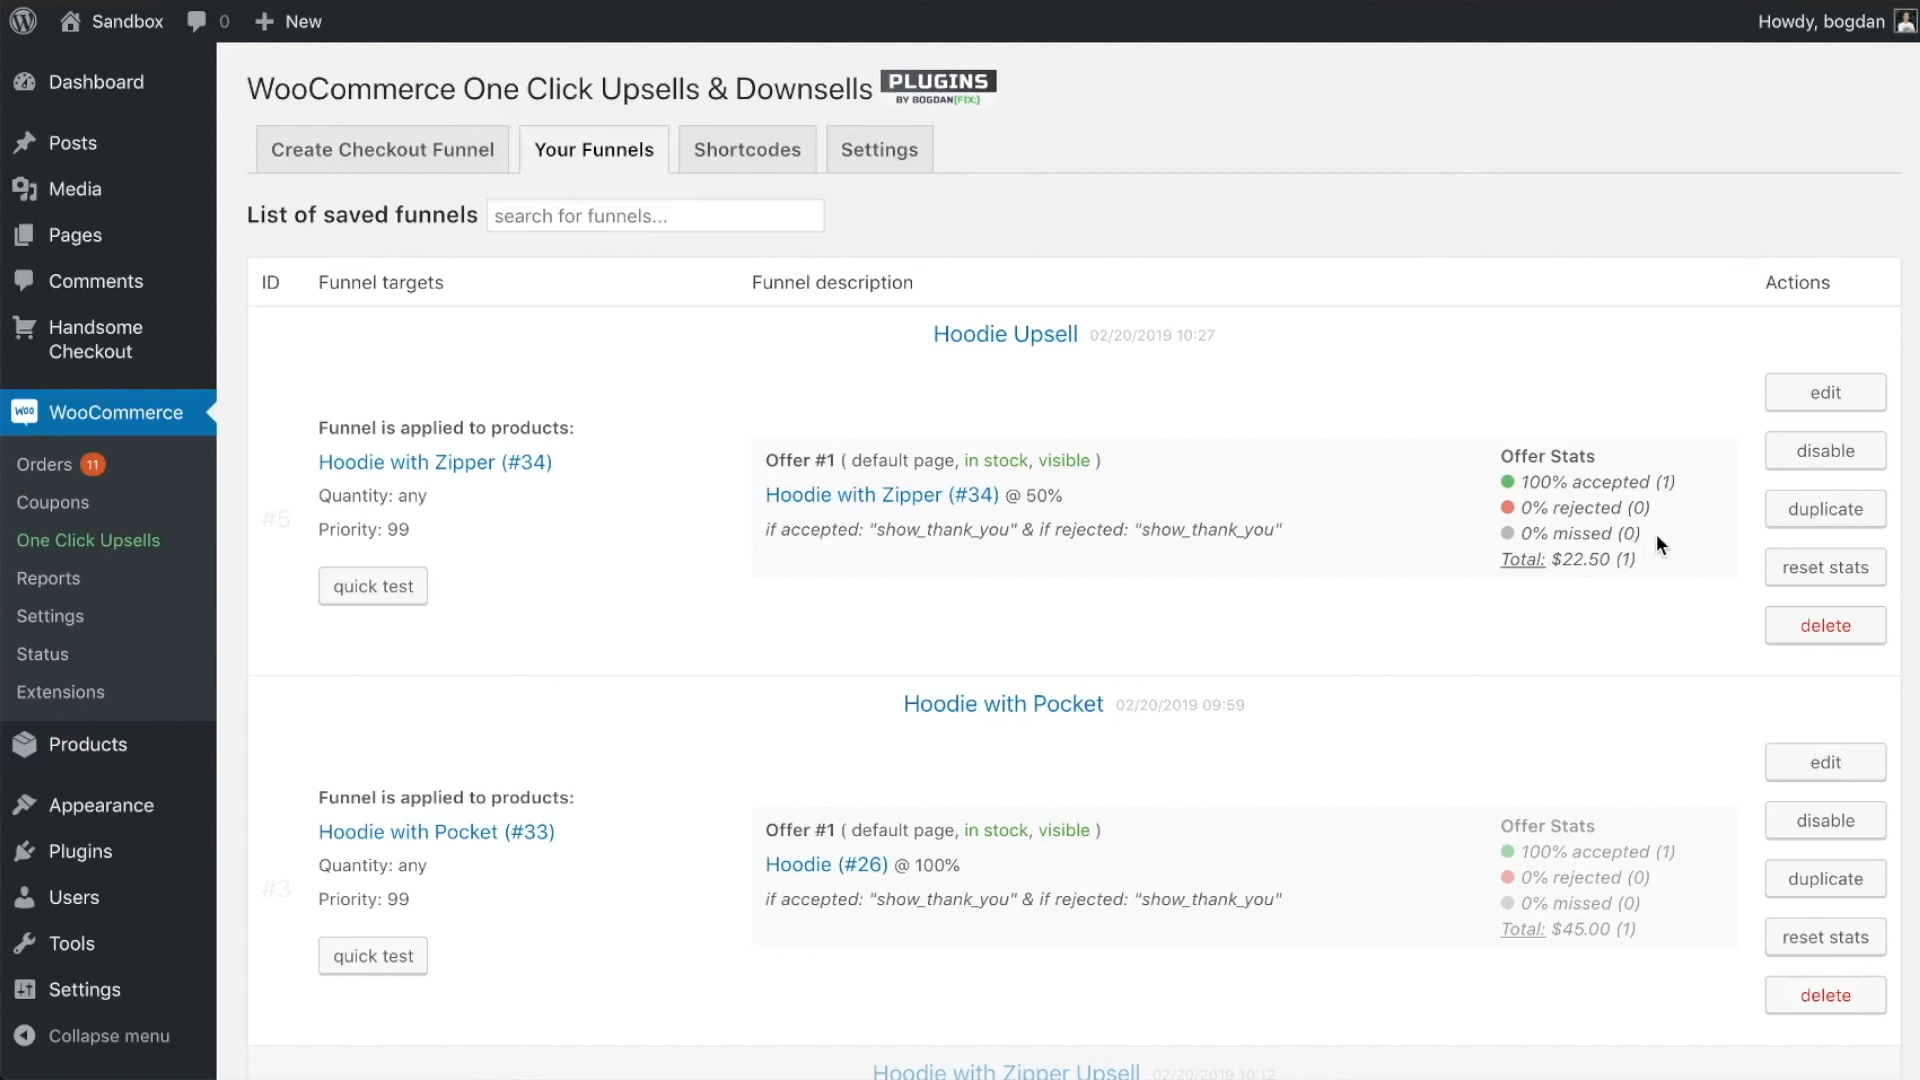 Sandbox 0 New Howdy, bogdan
Dashboard
Posts
Media
Pages
Comments
Handsome
Checkout
WOO WooCommerce
Orders 11
Coupons
One Click Upsells
Reports
Settings
Status
Extensions
Products
Appearance
Plugins
Users
Tools
Settings
Collapse menu
WooCommerce One Click Upsells & Downsells PLUGINS
BY BOGDAN(FIX:)
Create Checkout Funnel Your Funnels Shortcodes Settings
List of saved funnels search for funnels...
ID Funnel targets Funnel description Actions
Hoodie Upsell 02/20/2019 10:27
#5
Funnel is applied to products:
Hoodie with Zipper (#34)
Quantity: any
Priority: 99
quick test
Offer #1 ( default page, in stock, visible )
Hoodie with Zipper (#34) @ 50%
if accepted: "show_thank_you" & if rejected: "show_thank_you"
Offer Stats
100% accepted (1)
0% rejected (0)
0% missed (0)
Total: $22.50 (1)
edit
disable
duplicate
reset stats
delete
Hoodie with Pocket 02/20/2019 09:59
#3
Funnel is applied to products:
Hoodie with Pocket (#33)
Quantity: any
Priority: 99
quick test
Offer #1 ( default page, in stock, visible )
Hoodie (#26) @ 100%
if accepted: "show_thank_you" & if rejected: "show_thank_you"
Offer Stats
100% accepted (1)
0% rejected (0)
0% missed (0)
Total: $45.00 (1)
edit
disable
duplicate
reset stats
delete
Hoodie with Zipper Upsell 02/20/2019 10:12